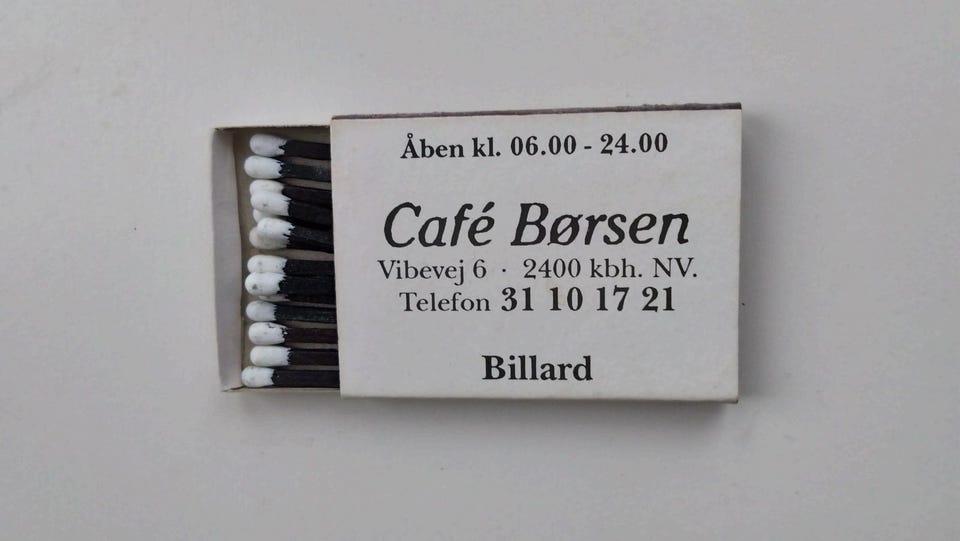 Åben kl. 06.00 - 24.00
Café Børsen
Vibevej 6 · 2400 kbh. NV.
Telefon 31 10 17 21
Billard